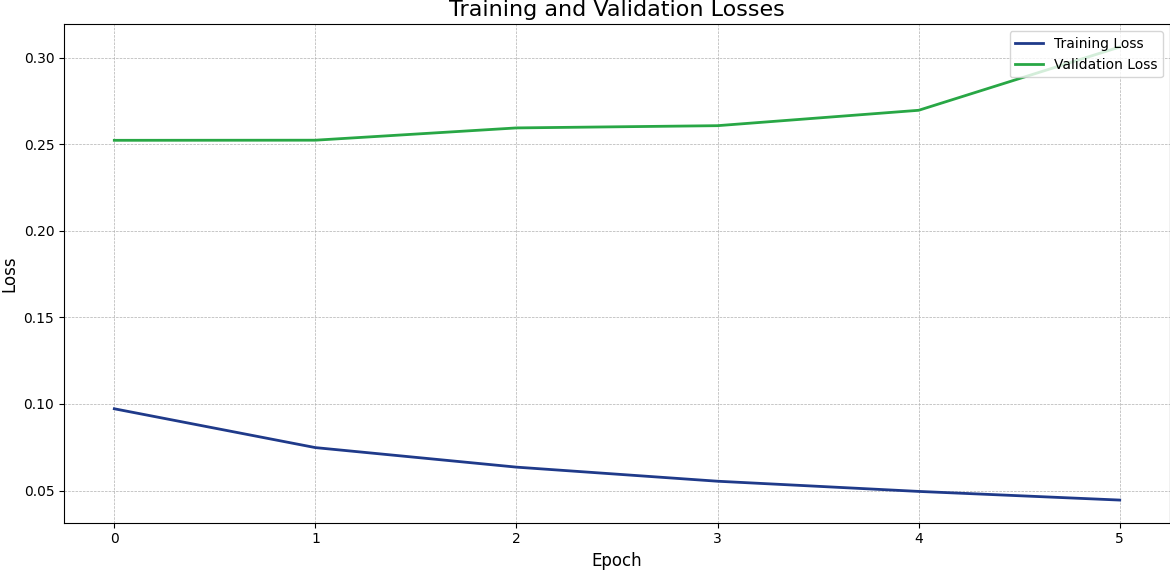 Training and Validation Losses
Training Loss
Validation Loss
Loss
0.30
0.25
0.20
0.15
0.10
0.05
0 1 2 3 4 5
Epoch